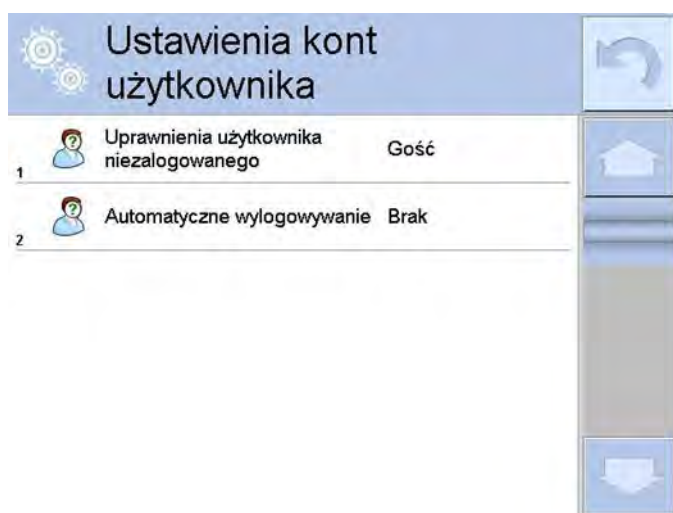 Ustawienia kont
użytkownika
Uprawnienia użytkownika
niezalogowanego
Gość
1
Automatyczne wylogowywanie Brak
2